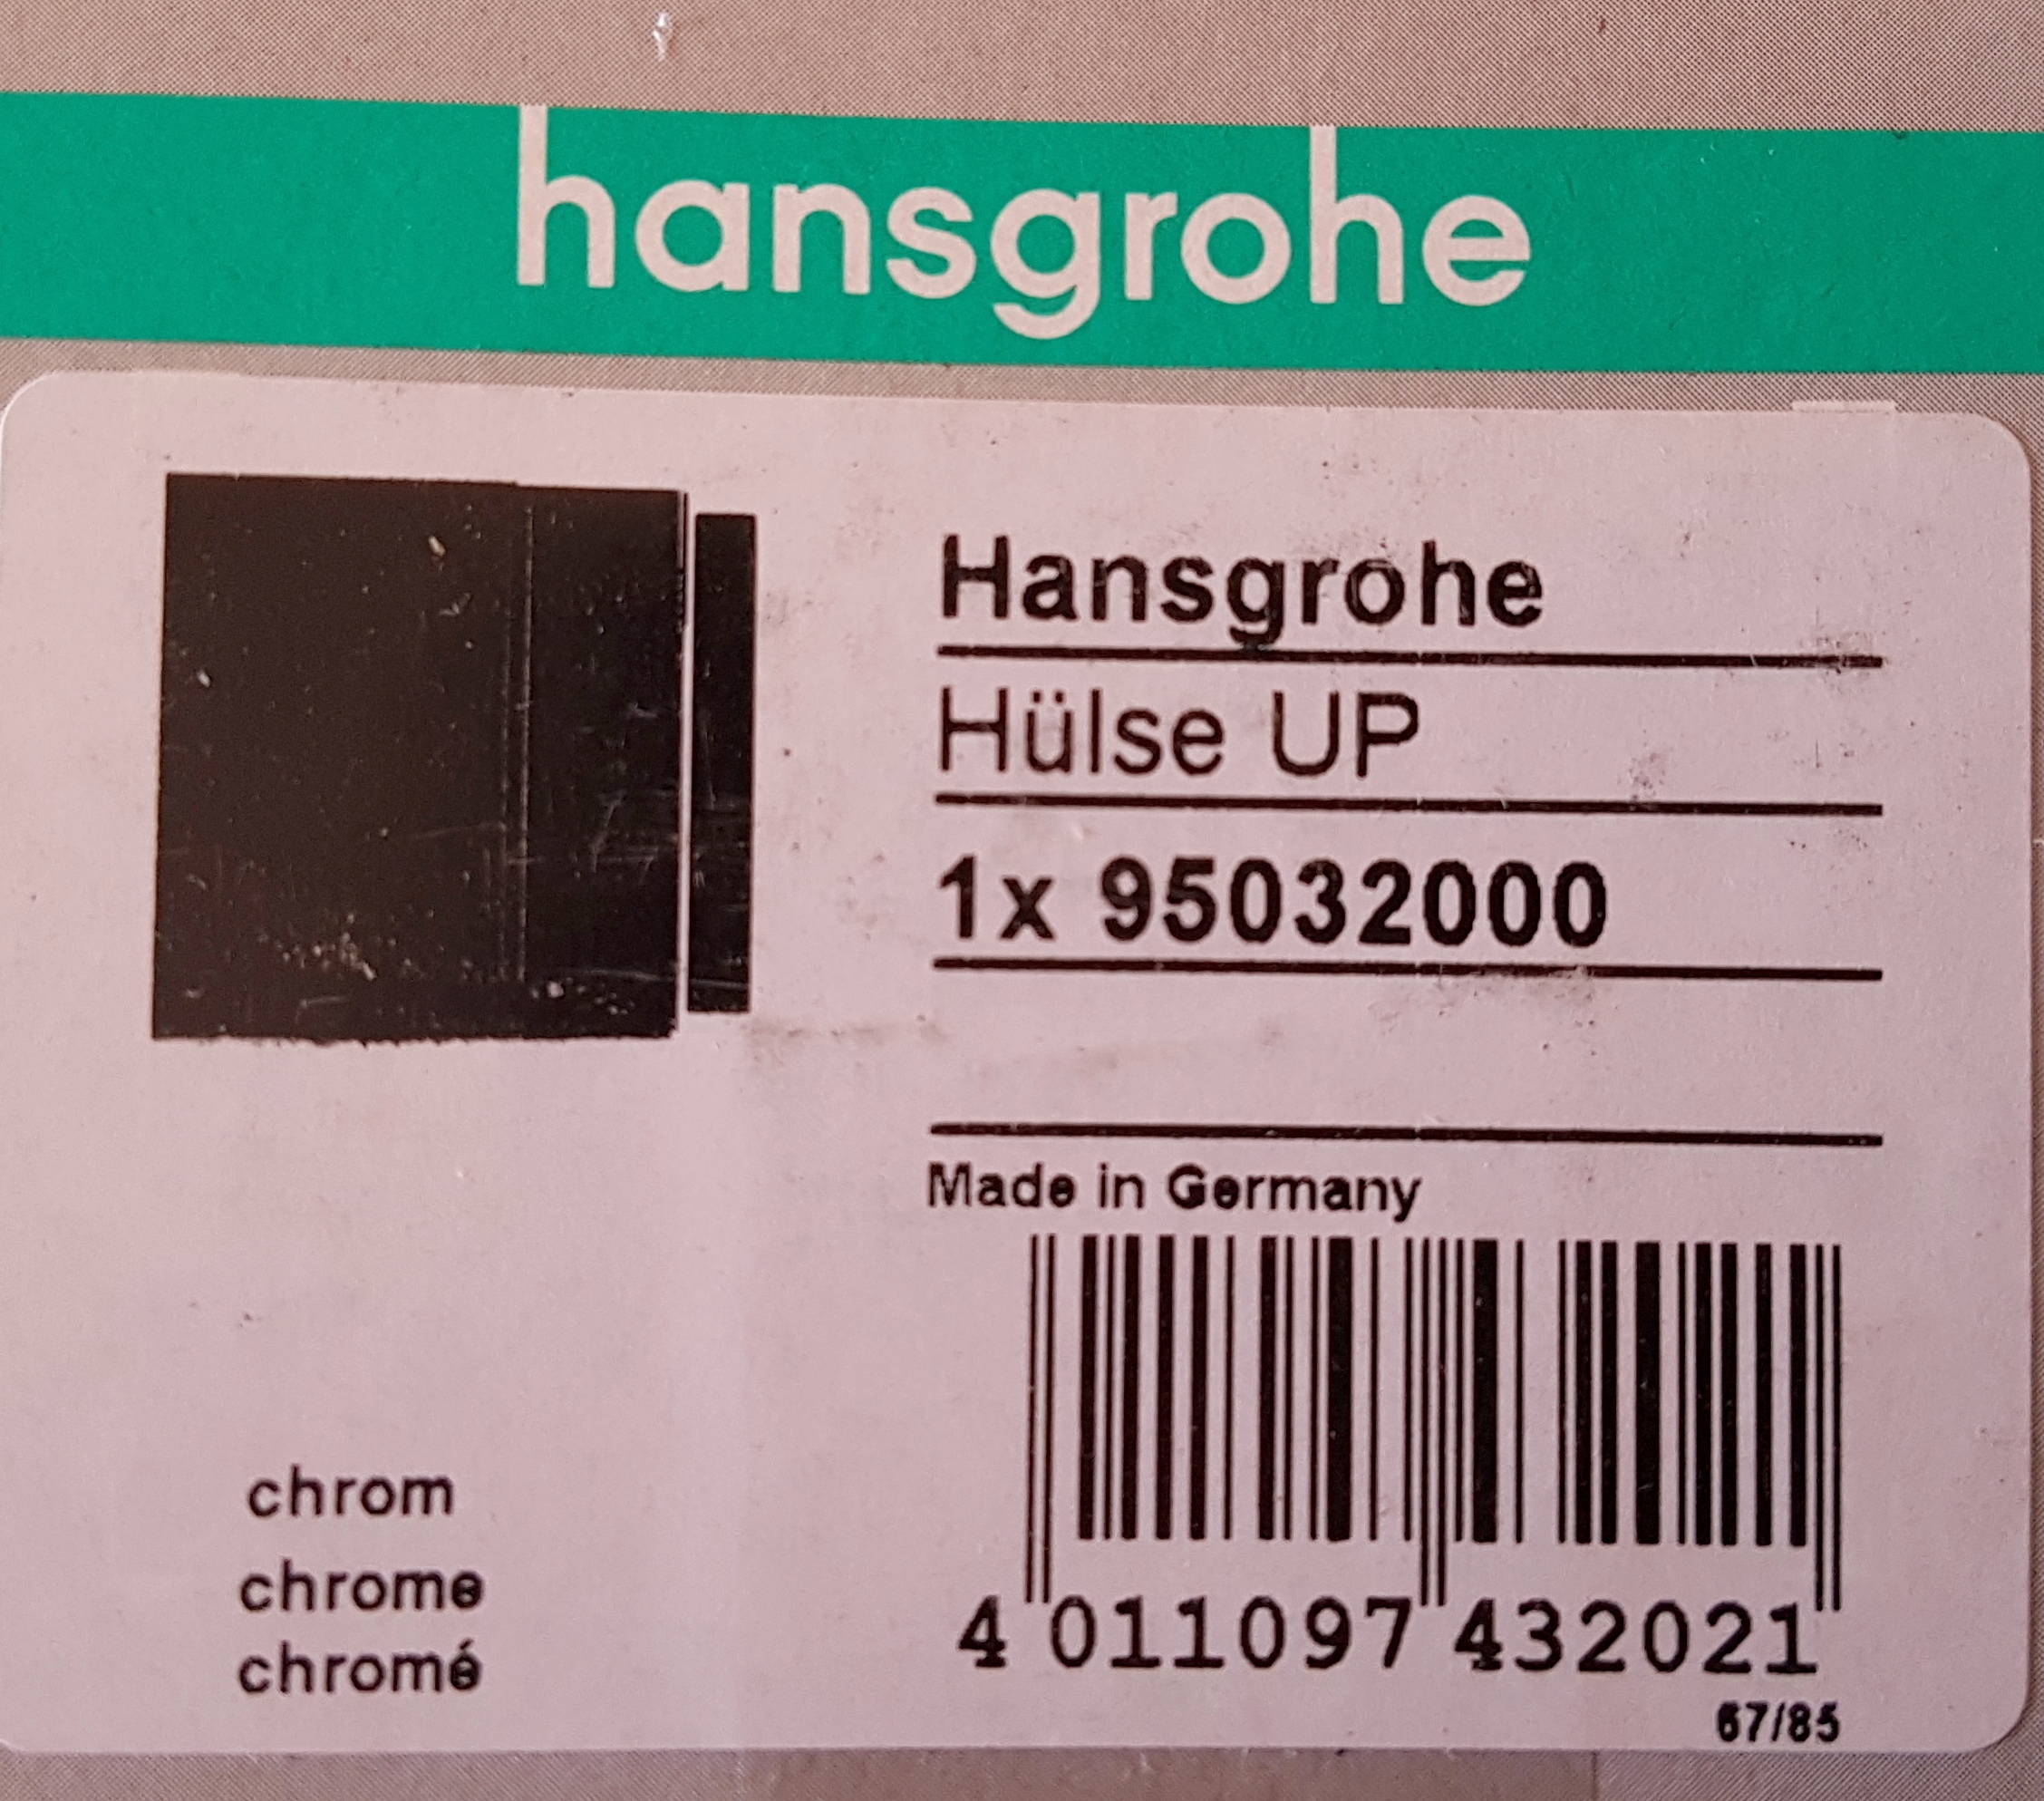 hansgrohe
Hansgrohe
Hülse UP
1x 95032000
Made in Germany
4 011097 432021
67/85
chrom
chrome
chromé